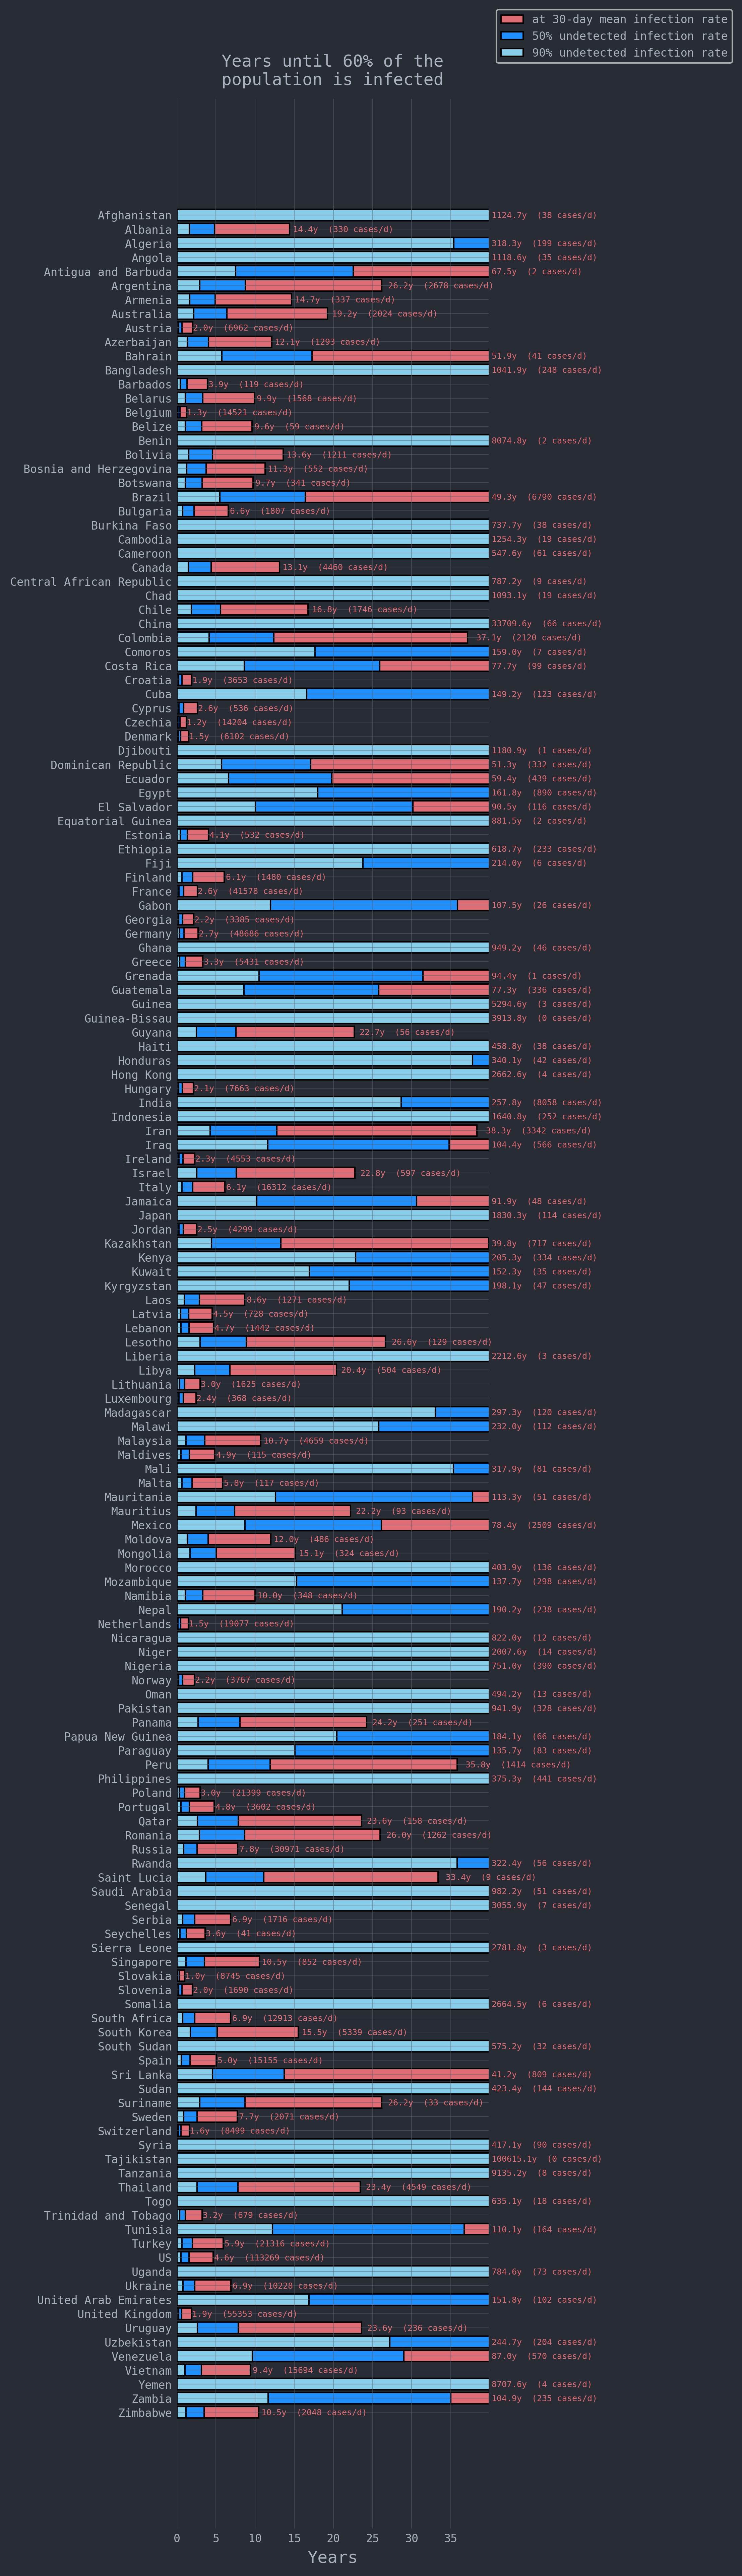 at 30-day mean infection rate
50% undetected infection rate
90% undetected infection rate
Years until 60% of the
population is infected
Afghanistan 1124.7y (38 cases/d)
Albania 14.4y (330 cases/d)
Algeria 318.3y (199 cases/d)
Angola 1118.6y (35 cases/d)
Antigua and Barbuda 67.5y (2 cases/d)
Argentina 26.2y (2678 cases/d)
Armenia 14.7y (337 cases/d)
Australia 19.2y (2024 cases/d)
Austria 2.0y (6962 cases/d)
Azerbaijan 12.1y (1293 cases/d)
Bahrain 51.9y (41 cases/d)
Bangladesh 1041.9y (248 cases/d)
Barbados 3.9y (119 cases/d)
Belarus 9.9y (1568 cases/d)
Belgium 1.3y (14521 cases/d)
Belize 9.6y (59 cases/d)
Benin 8074.8y (2 cases/d)
Bolivia 13.6y (1211 cases/d)
Bosnia and Herzegovina 11.3y (552 cases/d)
Botswana 9.7y (341 cases/d)
Brazil 49.3y (6790 cases/d)
Bulgaria 6.6y (1807 cases/d)
Burkina Faso 737.7y (38 cases/d)
Cambodia 1254.3y (19 cases/d)
Cameroon 547.6y (61 cases/d)
Canada 13.1y (4460 cases/d)
Central African Republic 787.2y (9 cases/d)
Chad 1093.1y (19 cases/d)
Chile 16.8y (1746 cases/d)
China 33709.6y (66 cases/d)
Colombia 37.1y (2120 cases/d)
Comoros 159.0y (7 cases/d)
Costa Rica 77.7y (99 cases/d)
Croatia 1.9y (3653 cases/d)
Cuba 149.2y (123 cases/d)
Cyprus 2.6y (536 cases/d)
Czechia 1.2y (14204 cases/d)
Denmark 1.5y (6102 cases/d)
Djibouti 1180.9y (1 cases/d)
Dominican Republic 51.3y (332 cases/d)
Ecuador 59.4y (439 cases/d)
Egypt 161.8y (890 cases/d)
El Salvador 90.5y (116 cases/d)
Equatorial Guinea 881.5y (2 cases/d)
Estonia 4.1y (532 cases/d)
Ethiopia 618.7y (233 cases/d)
Fiji 214.0y (6 cases/d)
Finland 6.1y (1480 cases/d)
France 2.6y (41578 cases/d)
Gabon 107.5y (26 cases/d)
Georgia 2.2y (3385 cases/d)
Germany 2.7y (48686 cases/d)
Ghana 949.2y (46 cases/d)
Greece 3.3y (5431 cases/d)
Grenada 94.4y (1 cases/d)
Guatemala 77.3y (336 cases/d)
Guinea 5294.6y (3 cases/d)
Guinea-Bissau 3913.8y (0 cases/d)
Guyana 22.7y (56 cases/d)
Haiti 458.8y (38 cases/d)
Honduras 340.1y (42 cases/d)
Hong Kong 2662.6y (4 cases/d)
Hungary 2.1y (7663 cases/d)
India 257.8y (8058 cases/d)
Indonesia 1640.8y (252 cases/d)
Iran 38.3y (3342 cases/d)
Iraq 104.4y (566 cases/d)
Ireland 2.3y (4553 cases/d)
Israel 22.8y (597 cases/d)
Italy 6.1y (16312 cases/d)
Jamaica 91.9y (48 cases/d)
Japan 1830.3y (114 cases/d)
Jordan 2.5y (4299 cases/d)
Kazakhstan 39.8y (717 cases/d)
Kenya 205.3y (334 cases/d)
Kuwait 152.3y (35 cases/d)
Kyrgyzstan 198.1y (47 cases/d)
Laos 8.6y (1271 cases/d)
Latvia 4.5y (728 cases/d)
Lebanon 4.7y (1442 cases/d)
Lesotho 26.6y (129 cases/d)
Liberia 2212.6y (3 cases/d)
Libya 20.4y (504 cases/d)
Lithuania 3.0y (1625 cases/d)
Luxembourg 2.4y (368 cases/d)
Madagascar 297.3y (120 cases/d)
Malawi 232.0y (112 cases/d)
Malaysia 10.7y (4659 cases/d)
Maldives 4.9y (115 cases/d)
Mali 317.9y (81 cases/d)
Malta 5.8y (117 cases/d)
Mauritania 113.3y (51 cases/d)
Mauritius 22.2y (93 cases/d)
Mexico 78.4y (2509 cases/d)
Moldova 12.0y (486 cases/d)
Mongolia 15.1y (324 cases/d)
Morocco 403.9y (136 cases/d)
Mozambique 137.7y (298 cases/d)
Namibia 10.0y (348 cases/d)
Nepal 190.2y (238 cases/d)
Netherlands 1.5y (19077 cases/d)
Nicaragua 822.0y (12 cases/d)
Niger 2007.6y (14 cases/d)
Nigeria 751.0y (390 cases/d)
Norway 2.2y (3767 cases/d)
Oman 494.2y (13 cases/d)
Pakistan 941.9y (328 cases/d)
Panama 24.2y (251 cases/d)
Papua New Guinea 184.1y (66 cases/d)
Paraguay 135.7y (83 cases/d)
Peru 35.8y (1414 cases/d)
Philippines 375.3y (441 cases/d)
Poland 3.0y (21399 cases/d)
Portugal 4.8y (3602 cases/d)
Qatar 23.6y (158 cases/d)
Romania 26.0y (1262 cases/d)
Russia 7.8y (30971 cases/d)
Rwanda 322.4y (56 cases/d)
Saint Lucia 33.4y (9 cases/d)
Saudi Arabia 982.2y (51 cases/d)
Senegal 3055.9y (7 cases/d)
Serbia 6.9y (1716 cases/d)
Seychelles 3.6y (41 cases/d)
Sierra Leone 2781.8y (3 cases/d)
Singapore 10.5y (852 cases/d)
Slovakia 1.0y (8745 cases/d)
Slovenia 2.0y (1690 cases/d)
Somalia 2664.5y (6 cases/d)
South Africa 6.9y (12913 cases/d)
South Korea 15.5y (5339 cases/d)
South Sudan 575.2y (32 cases/d)
Spain 5.0y (15155 cases/d)
Sri Lanka 41.2y (809 cases/d)
Sudan 423.4y (144 cases/d)
Suriname 26.2y (33 cases/d)
Sweden 7.7y (2071 cases/d)
Switzerland 1.6y (8499 cases/d)
Syria 417.1y (90 cases/d)
Tajikistan 100615.1y (0 cases/d)
Tanzania 9135.2y (8 cases/d)
Thailand 23.4y (4549 cases/d)
Togo 635.1y (18 cases/d)
Trinidad and Tobago 3.2y (679 cases/d)
Tunisia 110.1y (164 cases/d)
Turkey 5.9y (21316 cases/d)
US 4.6y (113269 cases/d)
Uganda 784.6y (73 cases/d)
Ukraine 6.9y (10228 cases/d)
United Arab Emirates 151.8y (102 cases/d)
United Kingdom 1.9y (55353 cases/d)
Uruguay 23.6y (236 cases/d)
Uzbekistan 244.7y (204 cases/d)
Venezuela 87.0y (570 cases/d)
Vietnam 9.4y (15694 cases/d)
Yemen 8707.6y (4 cases/d)
Zambia 104.9y (235 cases/d)
Zimbabwe 10.5y (2048 cases/d)
0 5 10 15 20 25 30 35
Years